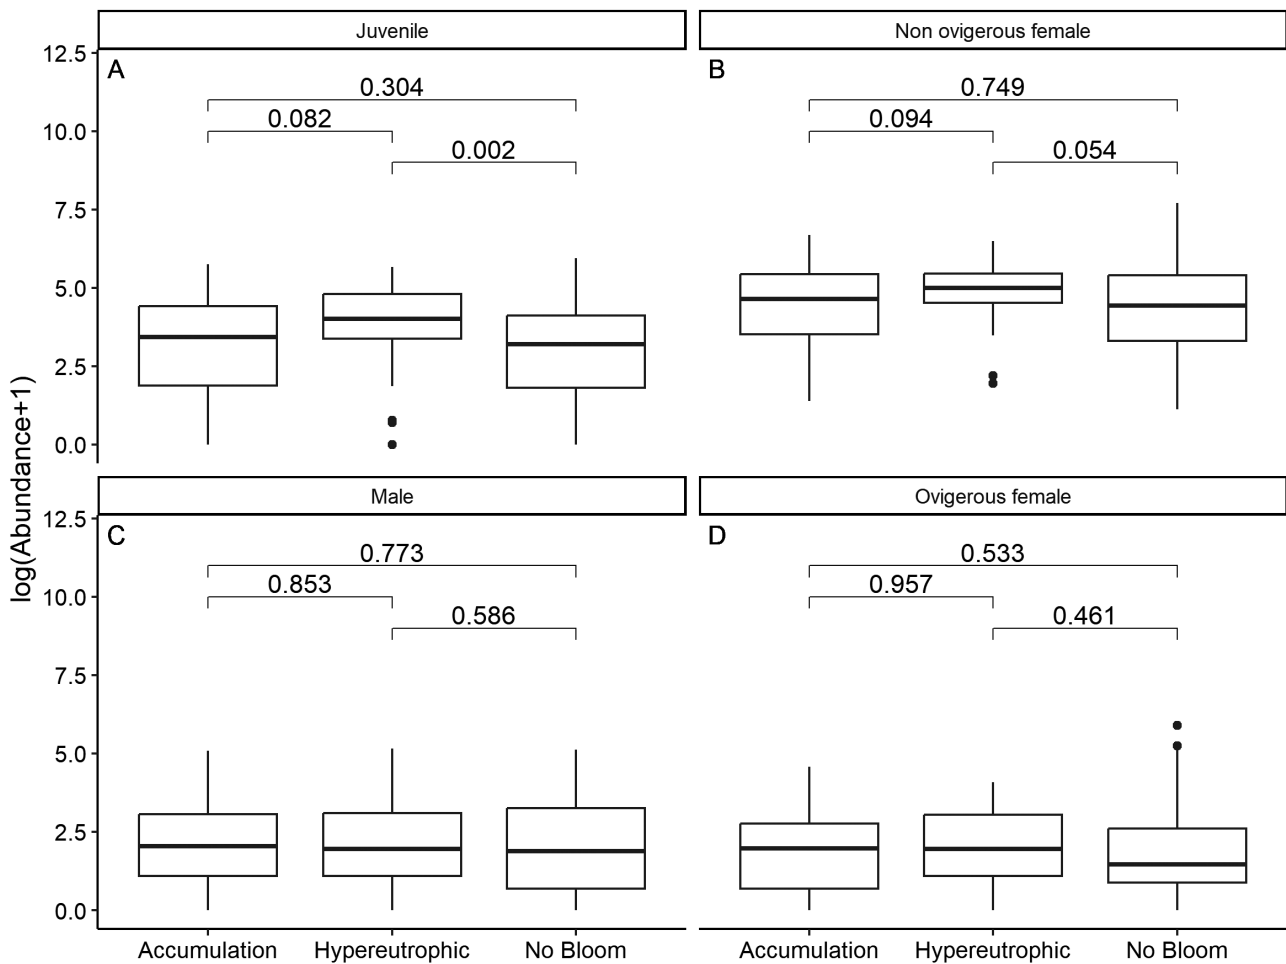 Juvenile
Non ovigerous female
12.5
A
B
0.304
0.749
0.082
0.094
10.0
0.002
0.054
7.5
5.0
2.5
0.0
log(Abundance+1)
Male
Ovigerous female
12.5
C
D
0.773
0.533
0.853
0.957
10.0
0.586
0.461
7.5
5.0
2.5
0.0
Accumulation Hypereutrophic No Bloom
Accumulation Hypereutrophic No Bloom